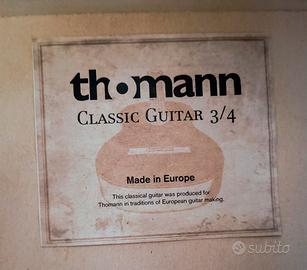 thomann
CLASSIC GUITAR 3/4
Made in Europe
This classical guitar was produced for
Thomann in traditions of European guitar making.
subito